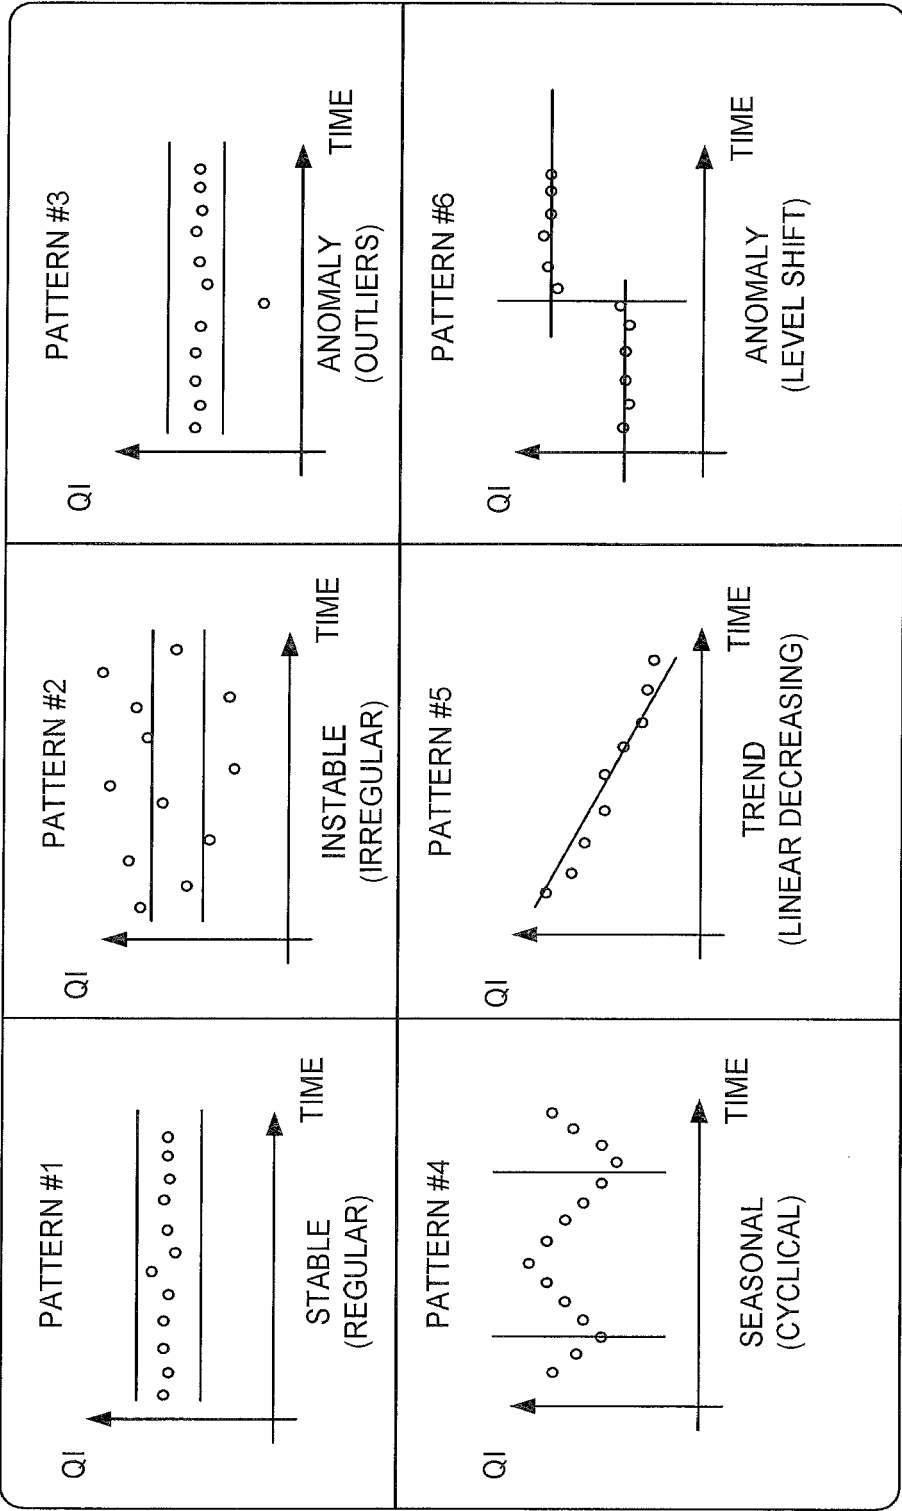 PATTERN #1
QI
TIME
STABLE
(REGULAR)
PATTERN #2
QI
TIME
INSTABLE
(IRREGULAR)
PATTERN #3
QI
TIME
ANOMALY
(OUTLIERS)
PATTERN #4
QI
TIME
SEASONAL
(CYCLICAL)
PATTERN #5
QI
TIME
TREND
(LINEAR DECREASING)
PATTERN #6
QI
TIME
ANOMALY
(LEVEL SHIFT)